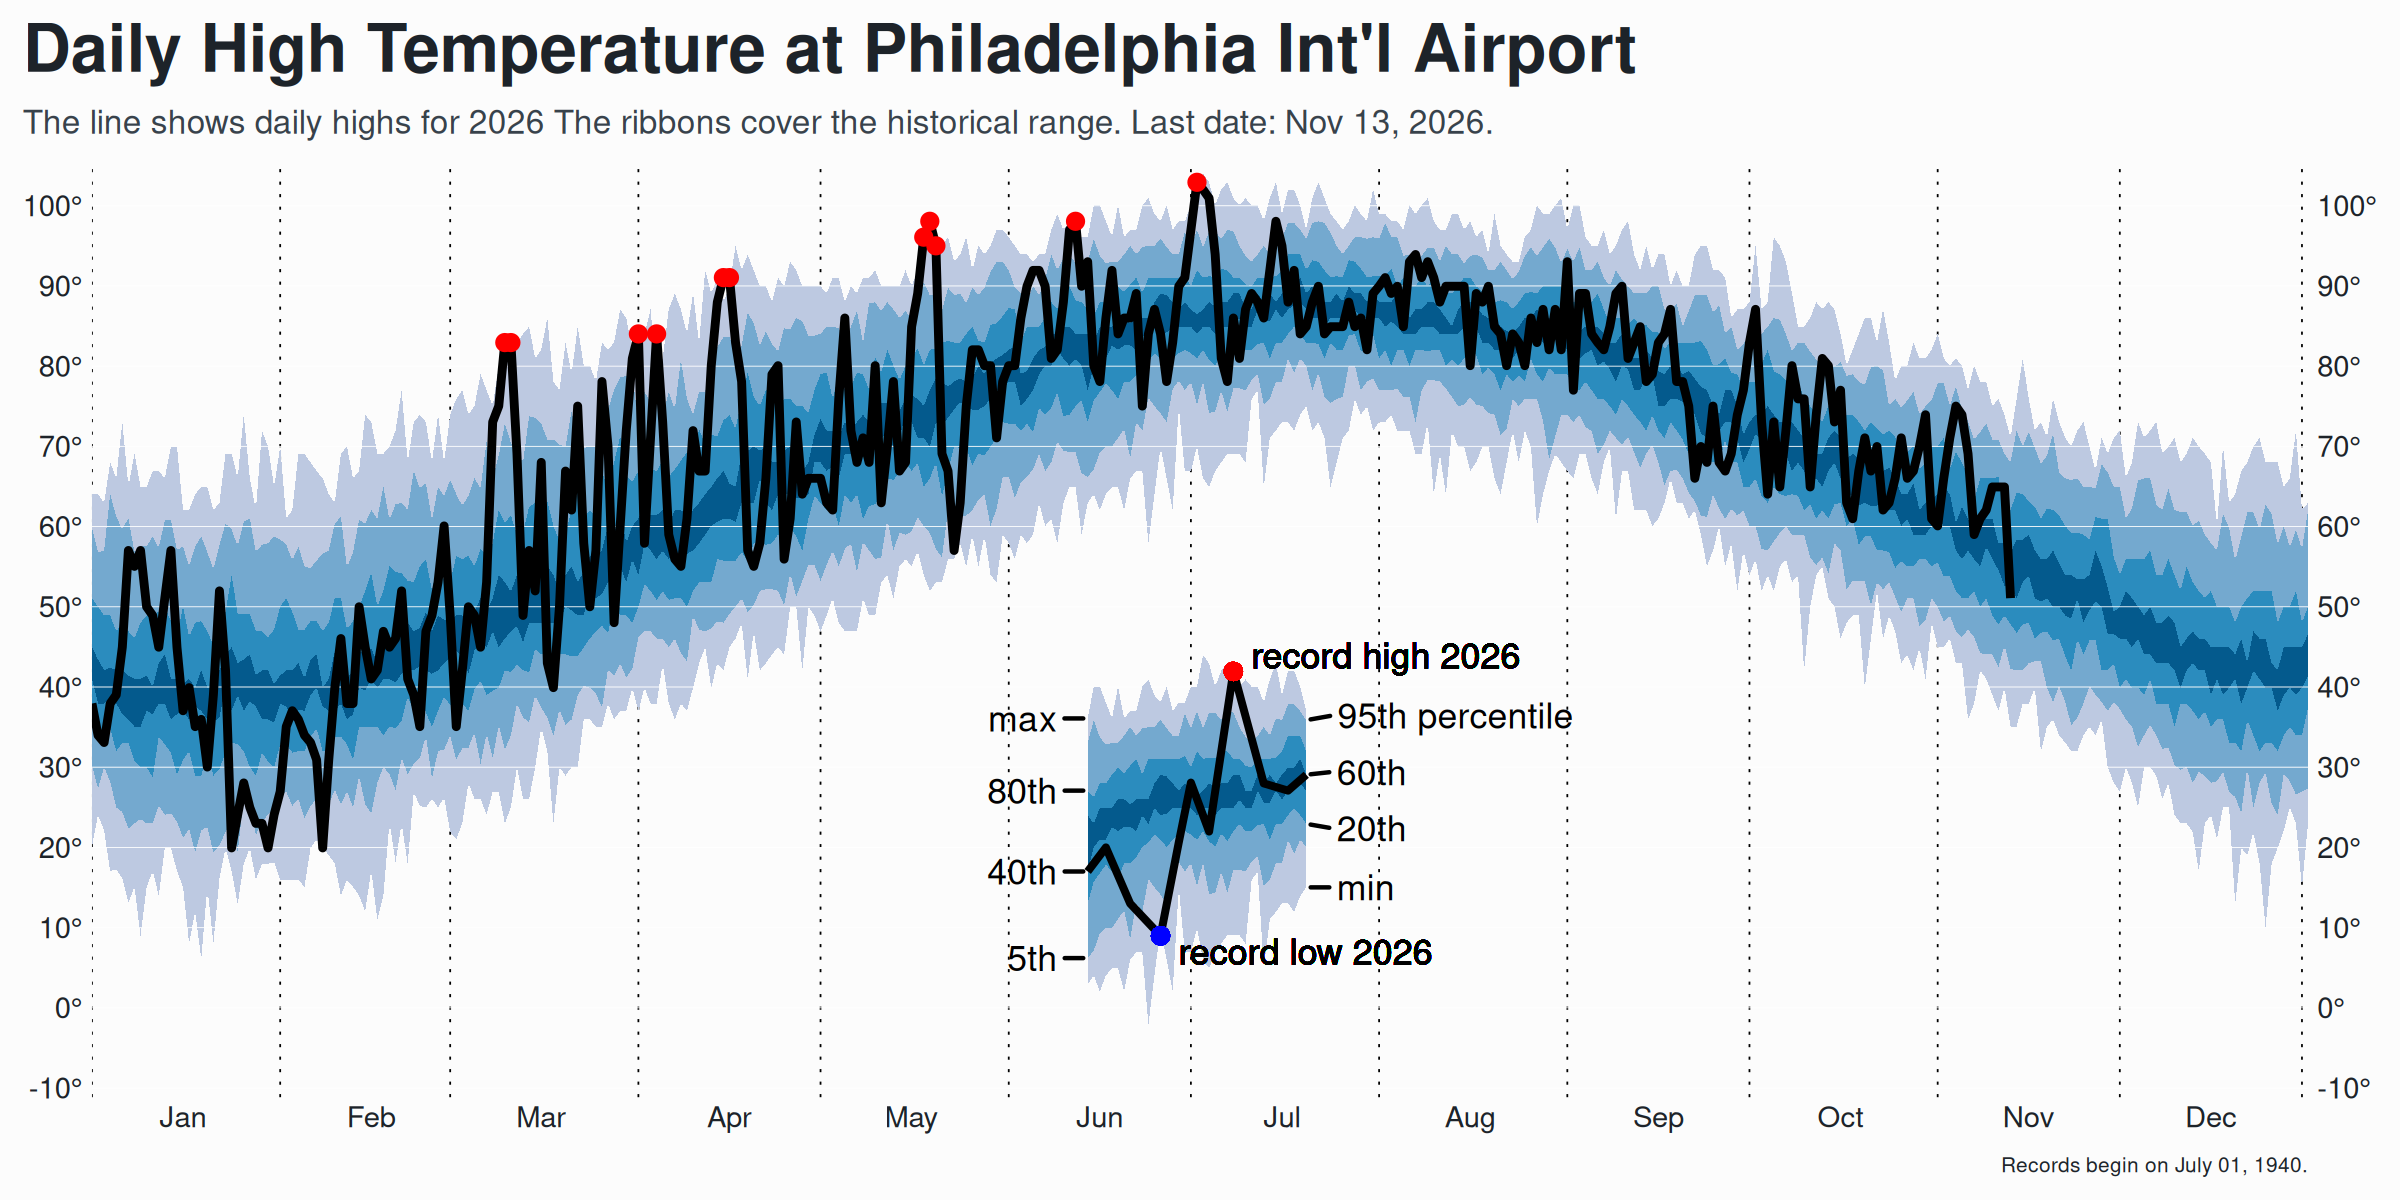 Daily High Temperature at Philadelphia Int'l Airport
The line shows daily highs for 2026 The ribbons cover the historical range. Last date: Nov 13, 2026.
100° 100°
90° 90°
80° 80°
70° 70°
60° 60°
50° 50°
record high 2026
40° 40°
max 95th percentile
30° 60th 30°
80th
20th
20° 20°
40th min
10° 10°
5th record low 2026
0° 0°
-10° -10°
Jan Feb Mar Apr May Jun Jul Aug Sep Oct Nov Dec
Records begin on July 01, 1940.